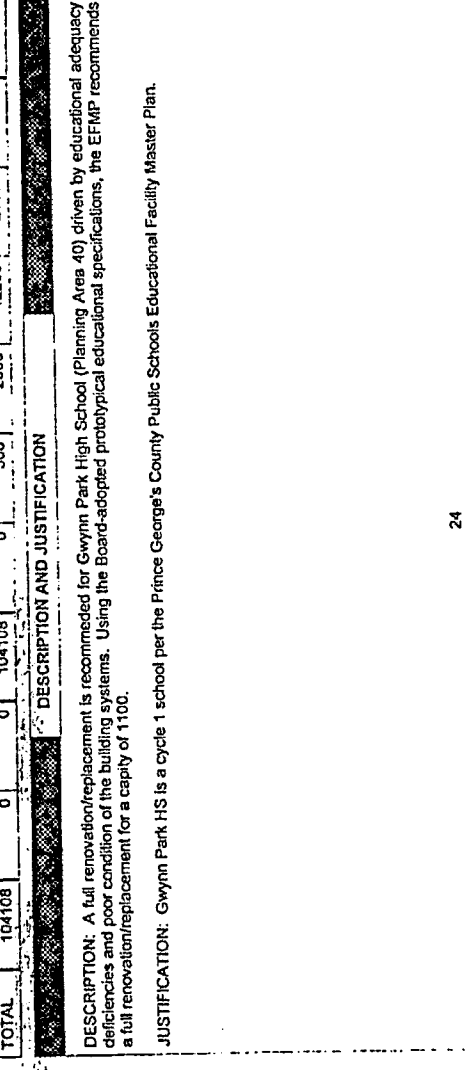 TOTAL 104108 0 0 104108 0 500
DESCRIPTION AND JUSTIFICATION
DESCRIPTION: A full renovation/replacement is recommeded for Gwynn Park High School (Planning Area 40) driven by educational adequacy
deficiencies and poor condition of the building systems. Using the Board-adopted prototypical educational specifications, the EFMP recommends
a full renovation/replacement for a capity of 1100.
JUSTIFICATION: Gwynn Park HS is a cycle 1 school per the Prince George's County Public Schools Educational Facility Master Plan.
24